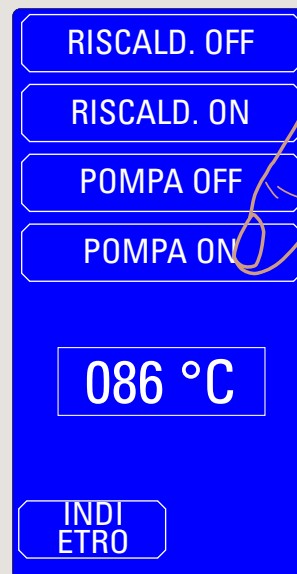 RISCALD. OFF
RISCALD. ON
POMPA OFF
POMPA ON
086 °C
INDI
ETRO